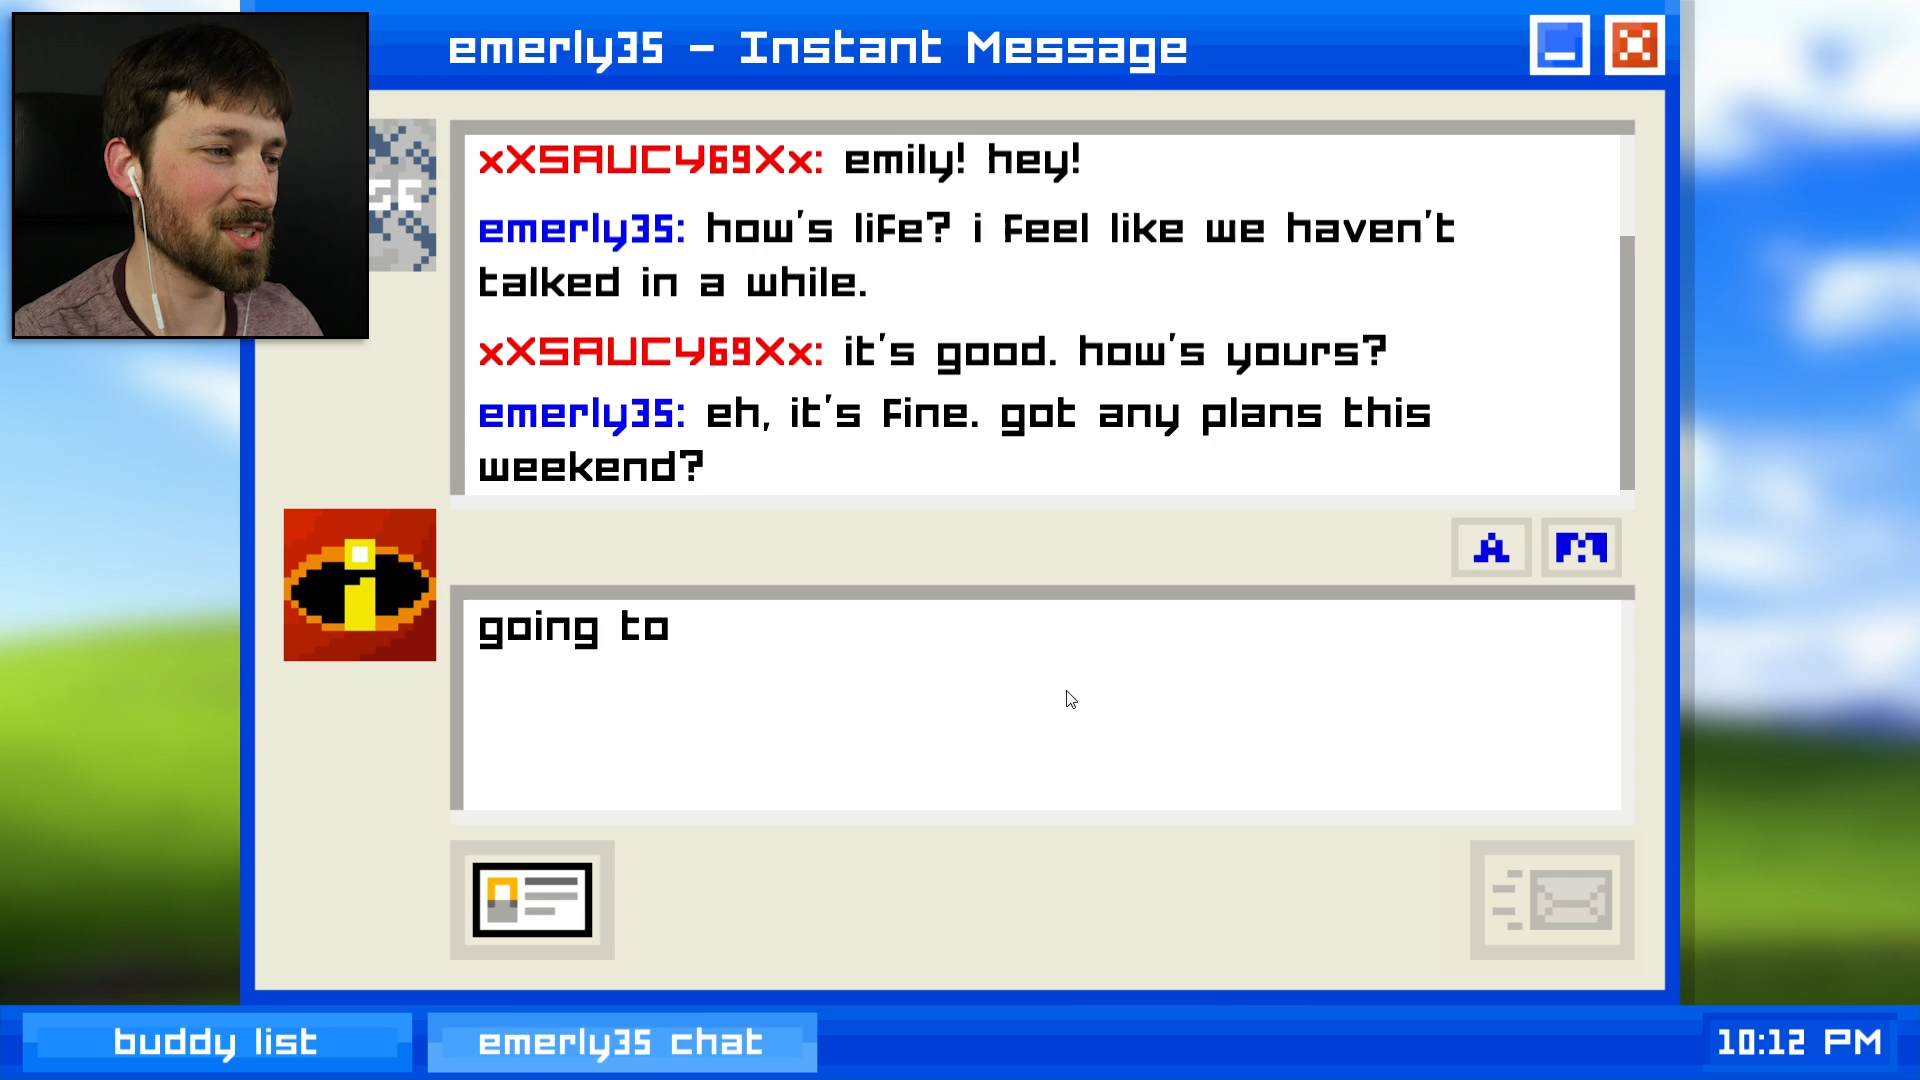 emerly35 - Instant Message
xXSAUCY69Xx: emily! hey!
emerly35: how's life? i feel like we haven't
talked in a while.
xXSAUCY69Xx: it's good. how's yours?
emerly35: eh, it's fine. got any plans this
weekend?
A
going to
buddy list
emerly35 chat
10:12 PM